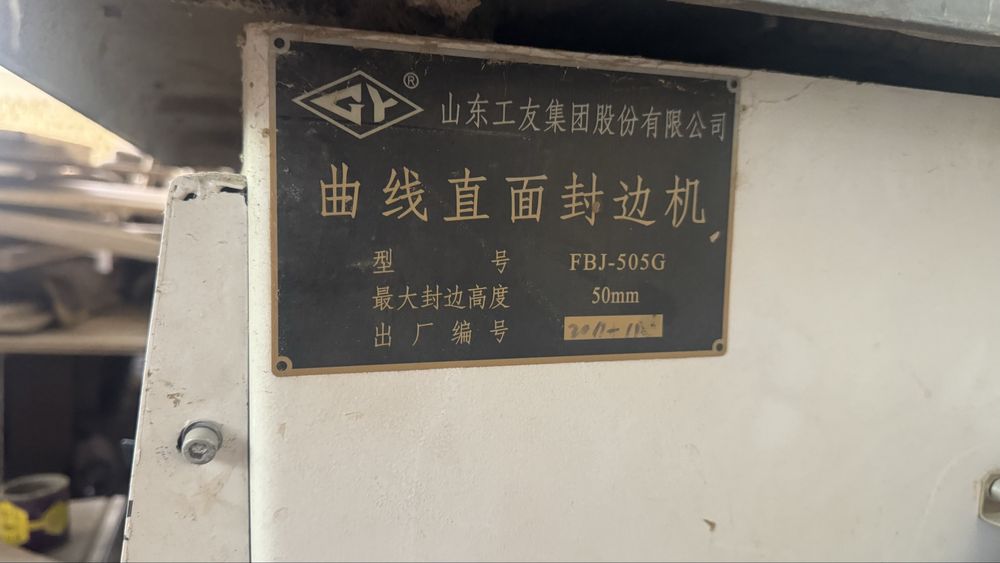 GY® 山东工友集团股份有限公司
曲线直面封边机
型号 FBJ-505G
最大封边高度 50mm
出厂编号